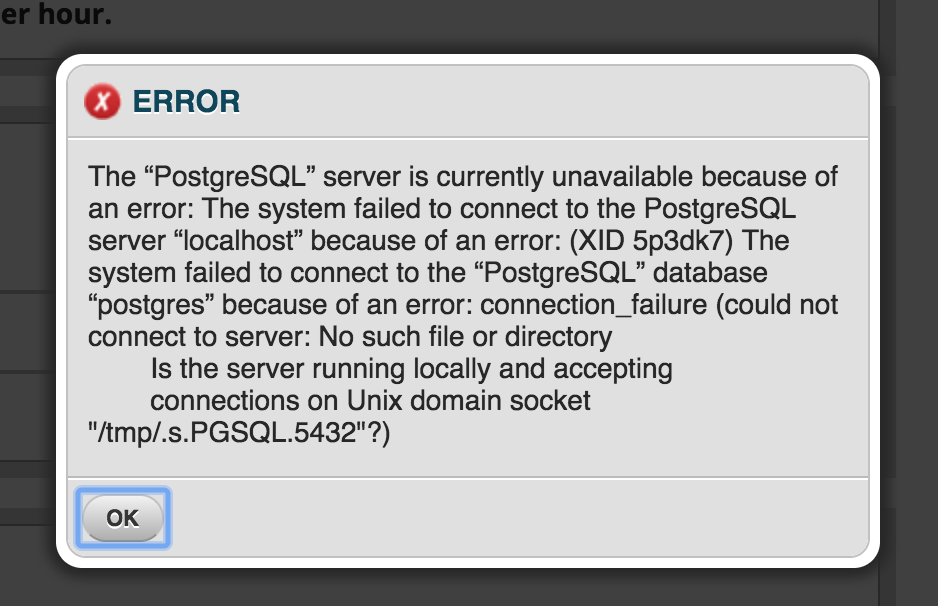 er hour.
ERROR
The “PostgreSQL” server is currently unavailable because of
an error: The system failed to connect to the PostgreSQL
server “localhost” because of an error: (XID 5p3dk7) The
system failed to connect to the “PostgreSQL” database
“postgres” because of an error: connection_failure (could not
connect to server: No such file or directory
Is the server running locally and accepting
connections on Unix domain socket
"/tmp/.s.PGSQL.5432"?)
OK